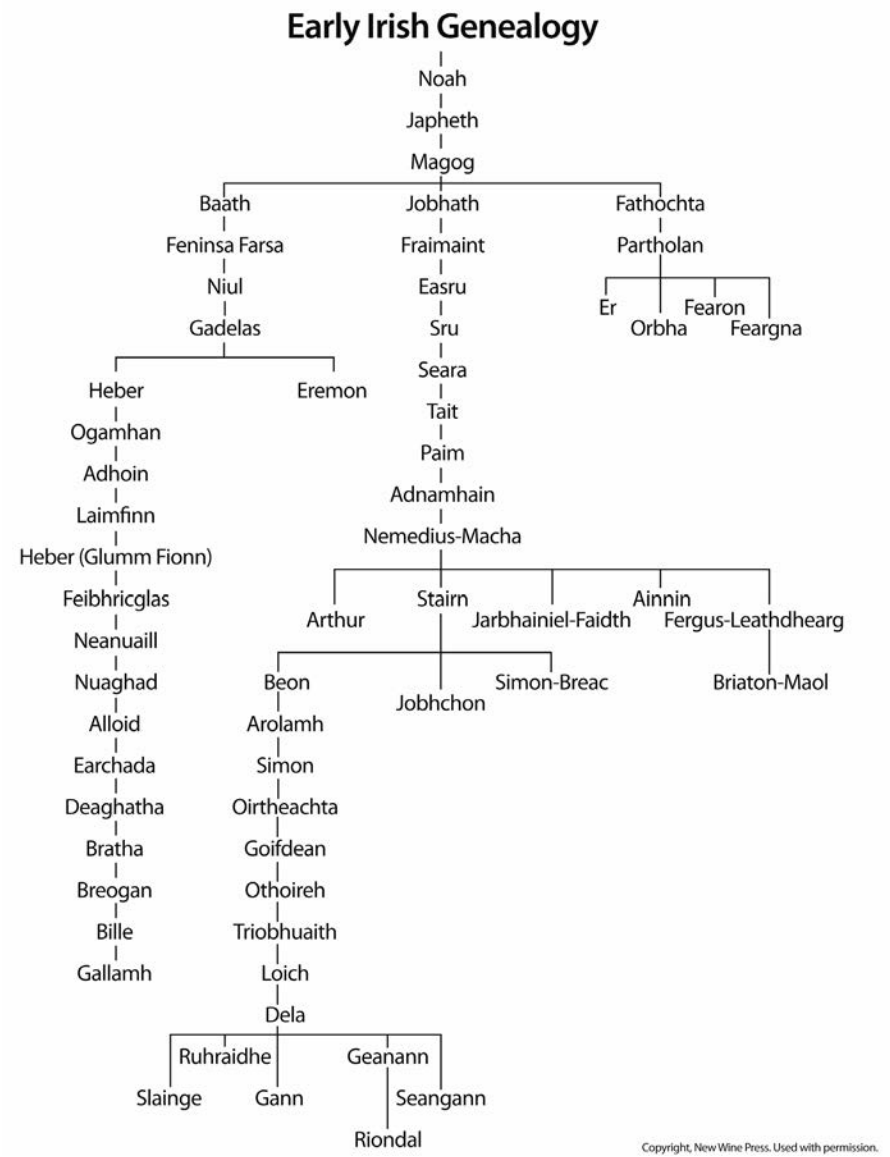 Early Irish Genealogy
Noah
Japheth
Magog
Baath Jobhath Fathochta
Feninsa Farsa Fraimaint Partholan
Niul Easru
Er Fearon
Gadelas Sru Orbha Feargna
Seara
Heber Eremon
Tait
Ogamhan
Paim
Adhoin
Adnamhain
Laimfinn
Nemedius-Macha
Heber (Glumm Fionn)
Feibhricglas Stairn Ainnin
Arthur Jarbhainiel-Faidth Fergus-Leathdhearg
Neanuaill
Nuaghad Beon Simon-Breac Briaton-Maol
Jobhchon
Alloid Arolamh
Earchada Simon
Deaghatha Oirtheachta
Bratha Goifdean
Breogan Othoireh
Bille Triobhuaith
Gallamh Loich
Dela
Ruhraidhe Geanann
Slainge Gann Seangann
Riondal
Copyright, New Wine Press. Used with permission.